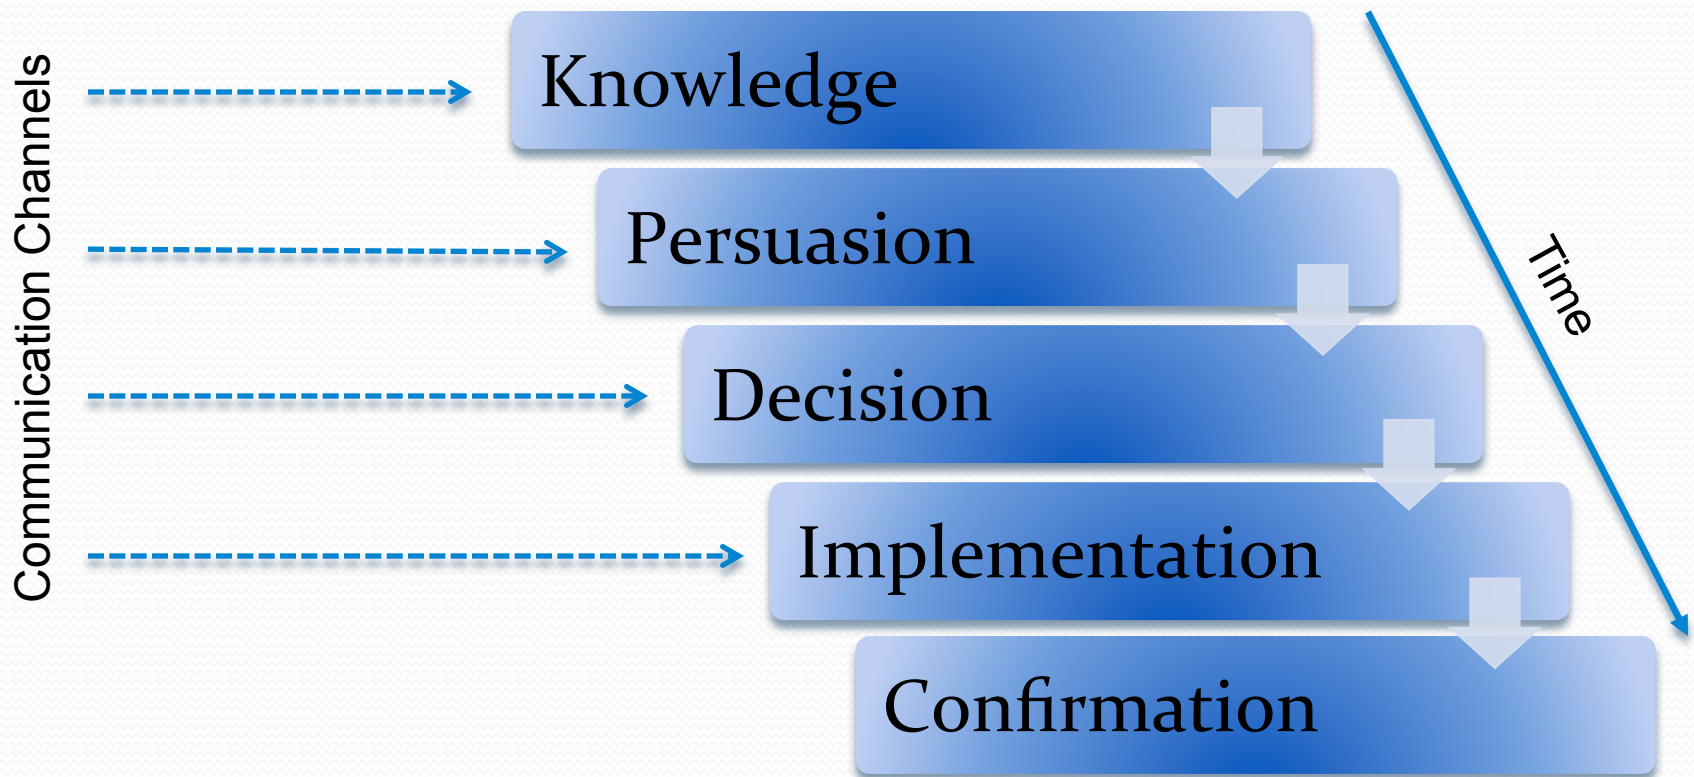 Communication Channels
Knowledge
Persuasion
Decision
Implementation
Confirmation
Time